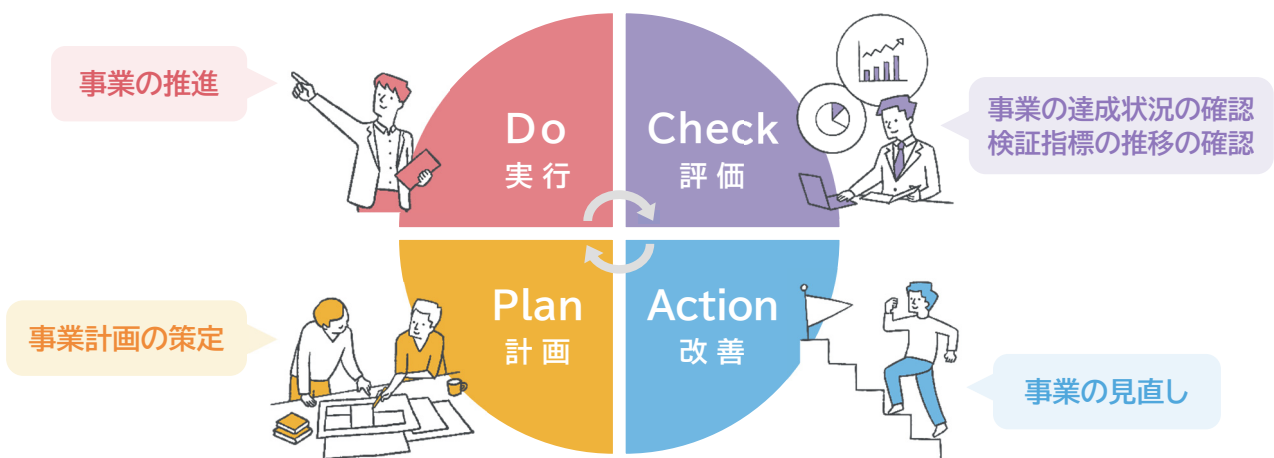 事業の推進
Do
実行
Check
評価
事業の達成状況の確認
検証指標の推移の確認
事業計画の策定
Plan
計画
Action
改善
事業の見直し